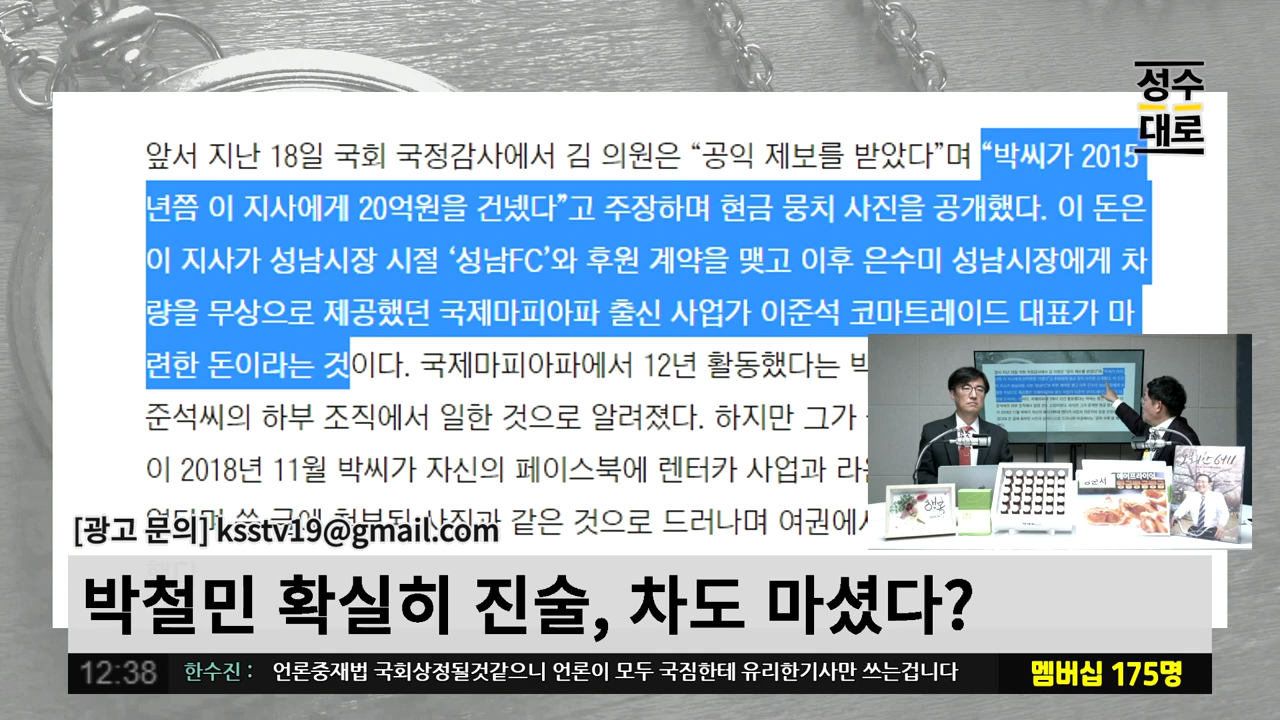 성수
대로
앞서 지난 18일 국회 국정감사에서 김 의원은 “공익 제보를 받았다”며 “박씨가 2015
년쯤 이 지사에게 20억원을 건넸다”고 주장하며 현금 뭉치 사진을 공개했다. 이 돈은
이 지사가 성남시장 시절 ‘성남FC’와 후원 계약을 맺고 이후 은수미 성남시장에게 차
량을 무상으로 제공했던 국제마피아파 출신 사업가 이준석 코마트레이드 대표가 마
련한 돈이라는 것이다. 국제마피아파에서 12년 활동했다는
준석씨의 하부 조직에서 일한 것으로 알려졌다. 하지만 그가
이 2018년 11월 박씨가 자신의 페이스북에 렌터카 사업과
쓴 글에 첨부된 사진과 같은 것으로 드러나며 여권에서
[광고 문의] ksstv19@gmail.com
박철민 확실히 진술, 차도 마셨다?
12:38 한수진 : 언론중재법 국회상정될것같으니 언론이 모두 국짐한테 유리한기사만 쓰는겁니다 멤버십 175명